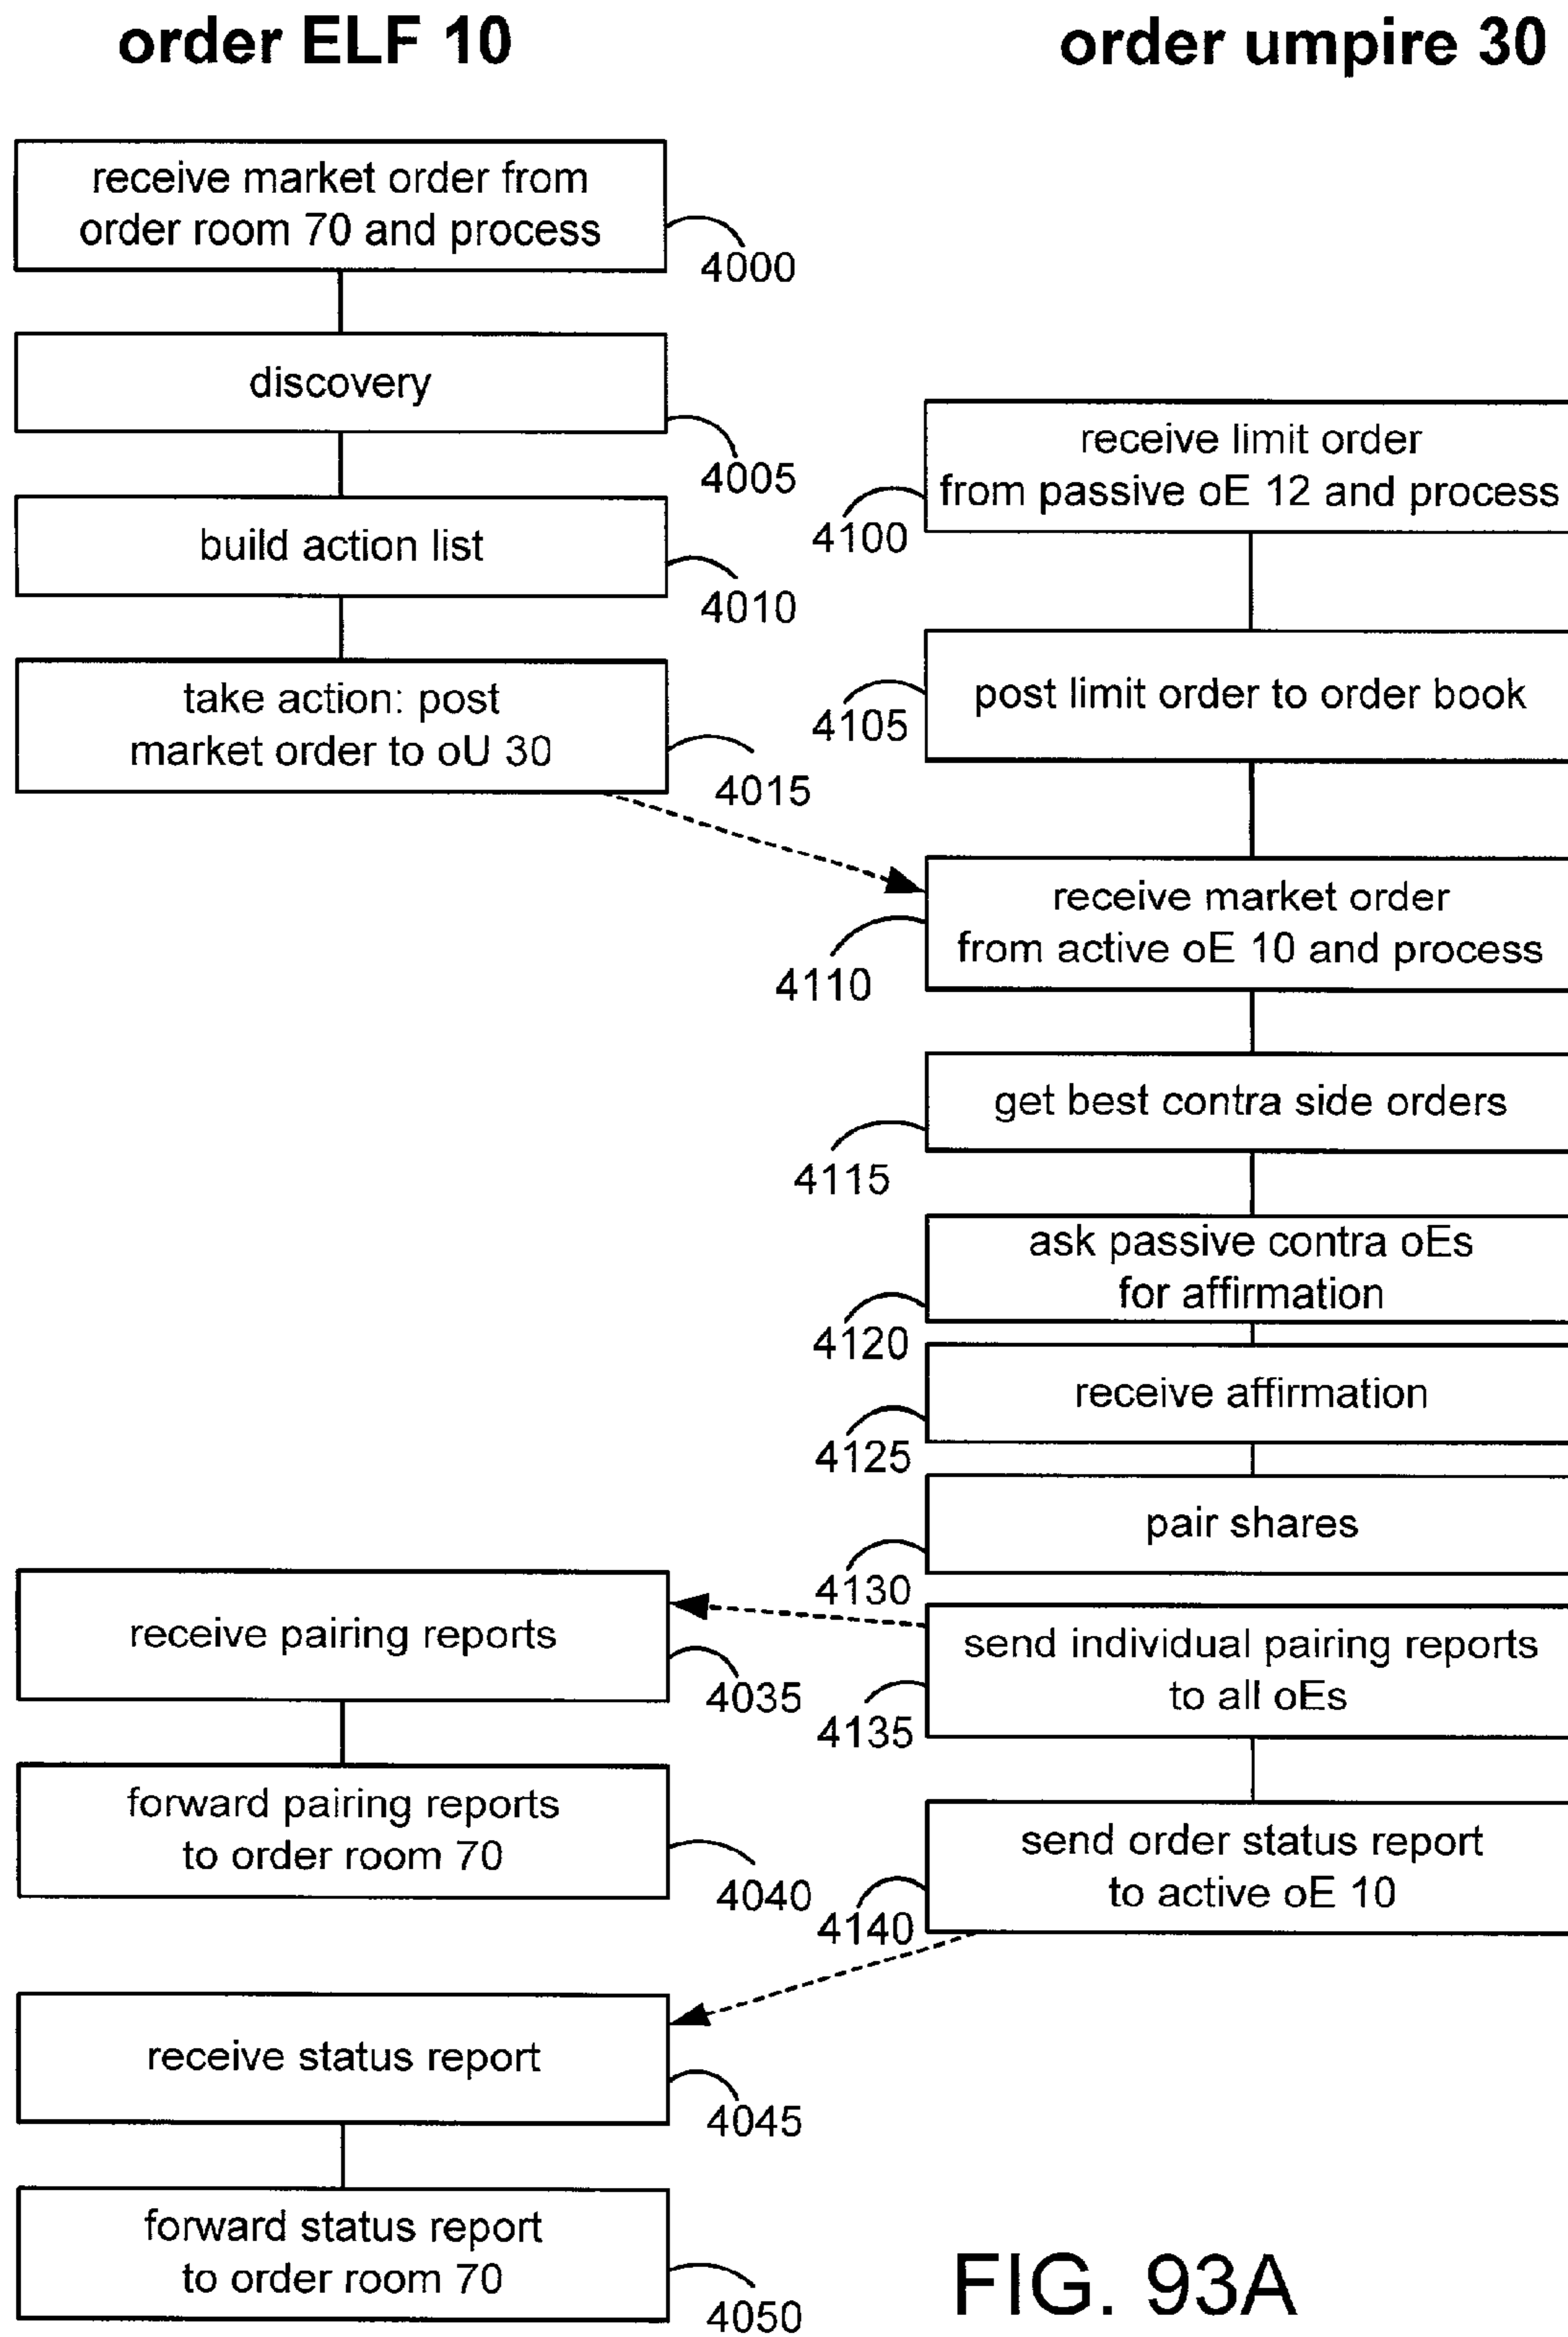 order ELF 10
order umpire 30
receive market order from
order room 70 and process
4000
discovery
4005
build action list
4010
take action: post
market order to oU 30
4015
receive limit order
from passive oE 12 and process
4100
post limit order to order book
4105
receive market order
from active oE 10 and process
4110
get best contra side orders
4115
ask passive contra oEs
for affirmation
4120
receive affirmation
4125
pair shares
4130
send individual pairing reports
to all oEs
4135
receive pairing reports
4035
forward pairing reports
to order room 70
4040
send order status report
to active oE 10
4140
receive status report
4045
forward status report
to order room 70
4050
FIG. 93A